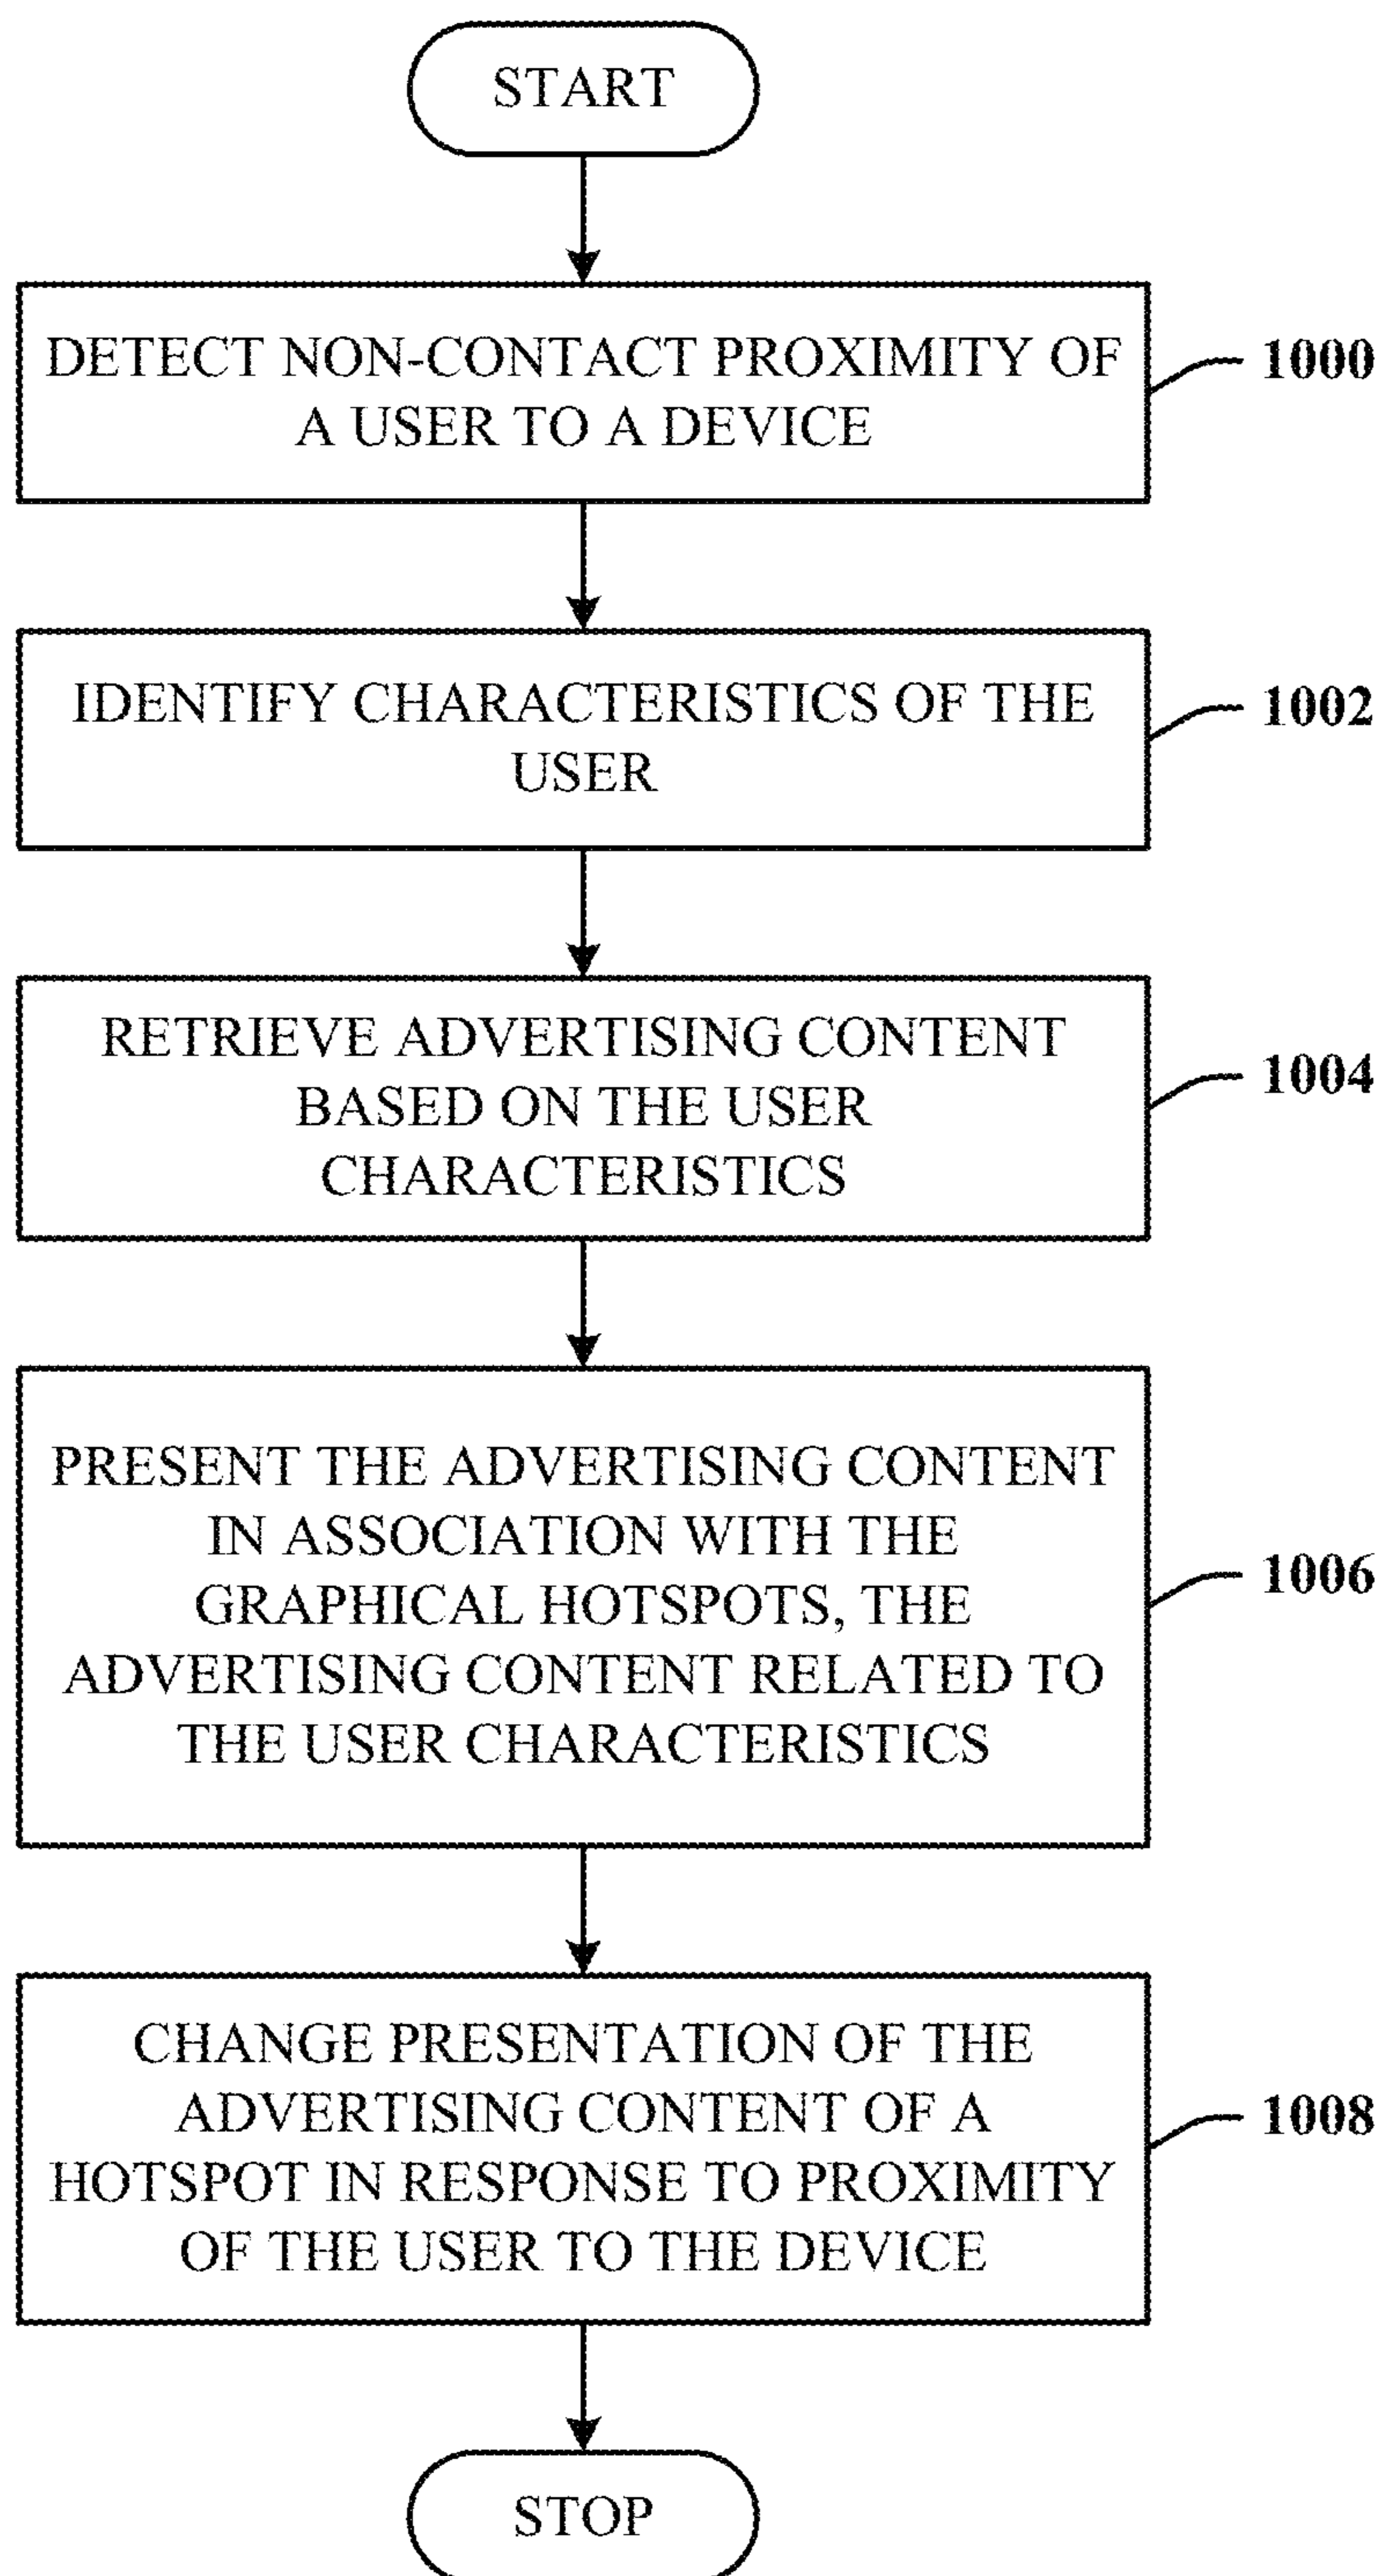 START
DETECT NON-CONTACT PROXIMITY OF
A USER TO A DEVICE
1000
IDENTIFY CHARACTERISTICS OF THE
USER
1002
RETRIEVE ADVERTISING CONTENT
BASED ON THE USER
CHARACTERISTICS
1004
PRESENT THE ADVERTISING CONTENT
IN ASSOCIATION WITH THE
GRAPHICAL HOTSPOTS, THE
ADVERTISING CONTENT RELATED TO
THE USER CHARACTERISTICS
1006
CHANGE PRESENTATION OF THE
ADVERTISING CONTENT OF A
HOTSPOT IN RESPONSE TO PROXIMITY
OF THE USER TO THE DEVICE
1008
STOP